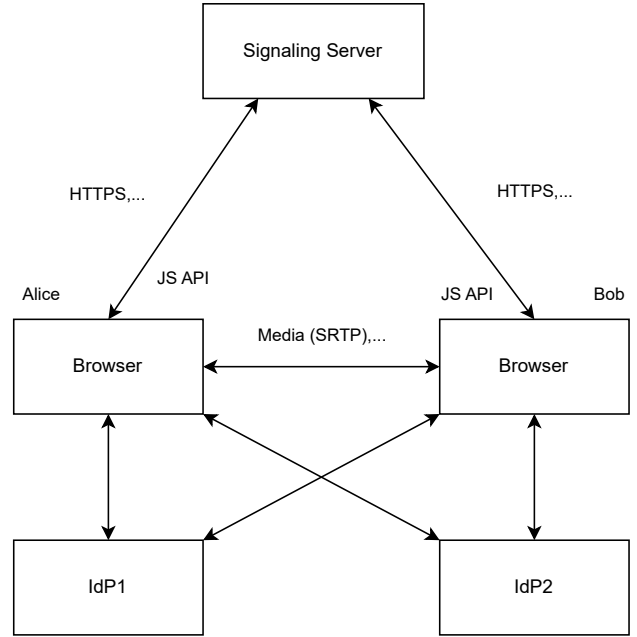 Signaling Server
HTTPS,...
HTTPS,...
JS API
Alice
JS API
Bob
Media (SRTP),...
Browser
Browser
IdP1
IdP2